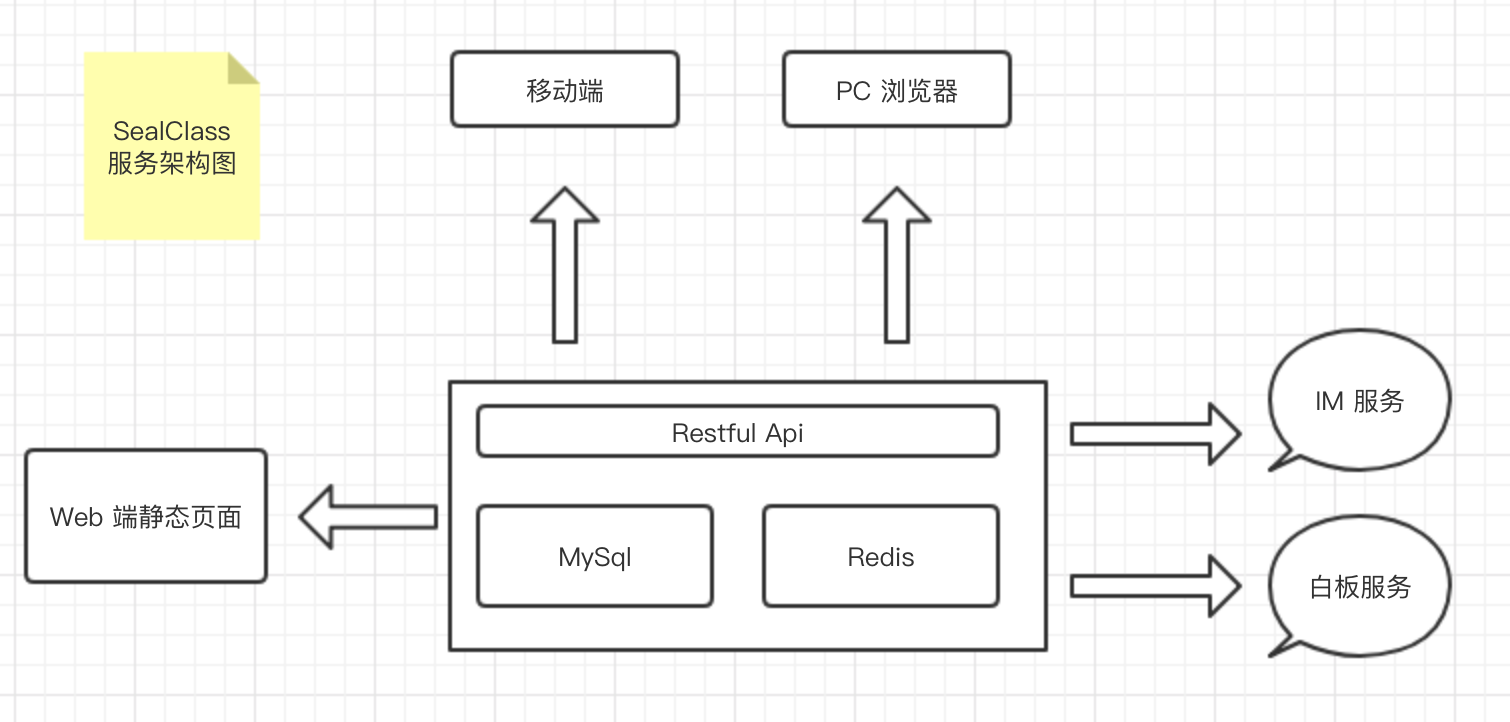 SealClass
服务架构图
移动端
PC 浏览器
Restful Api
MySql
Redis
Web 端静态页面
IM 服务
白板服务